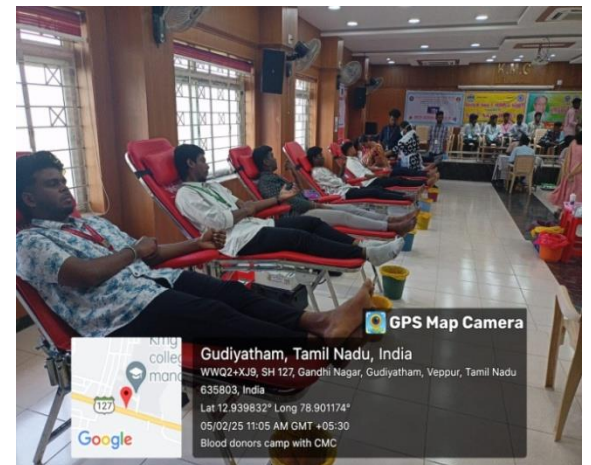 K.M.G
GPS Map Camera
Kmg
colleg
mana
127
Google
Gudiyatham, Tamil Nadu, India
WWQ2+XJ9, SH 127, Gandhi Nagar, Gudiyatham, Veppur, Tamil Nadu
635803, India
Lat 12.939832° Long 78.901174°
05/02/25 11:05 AM GMT +05:30
Blood donors camp with CMC